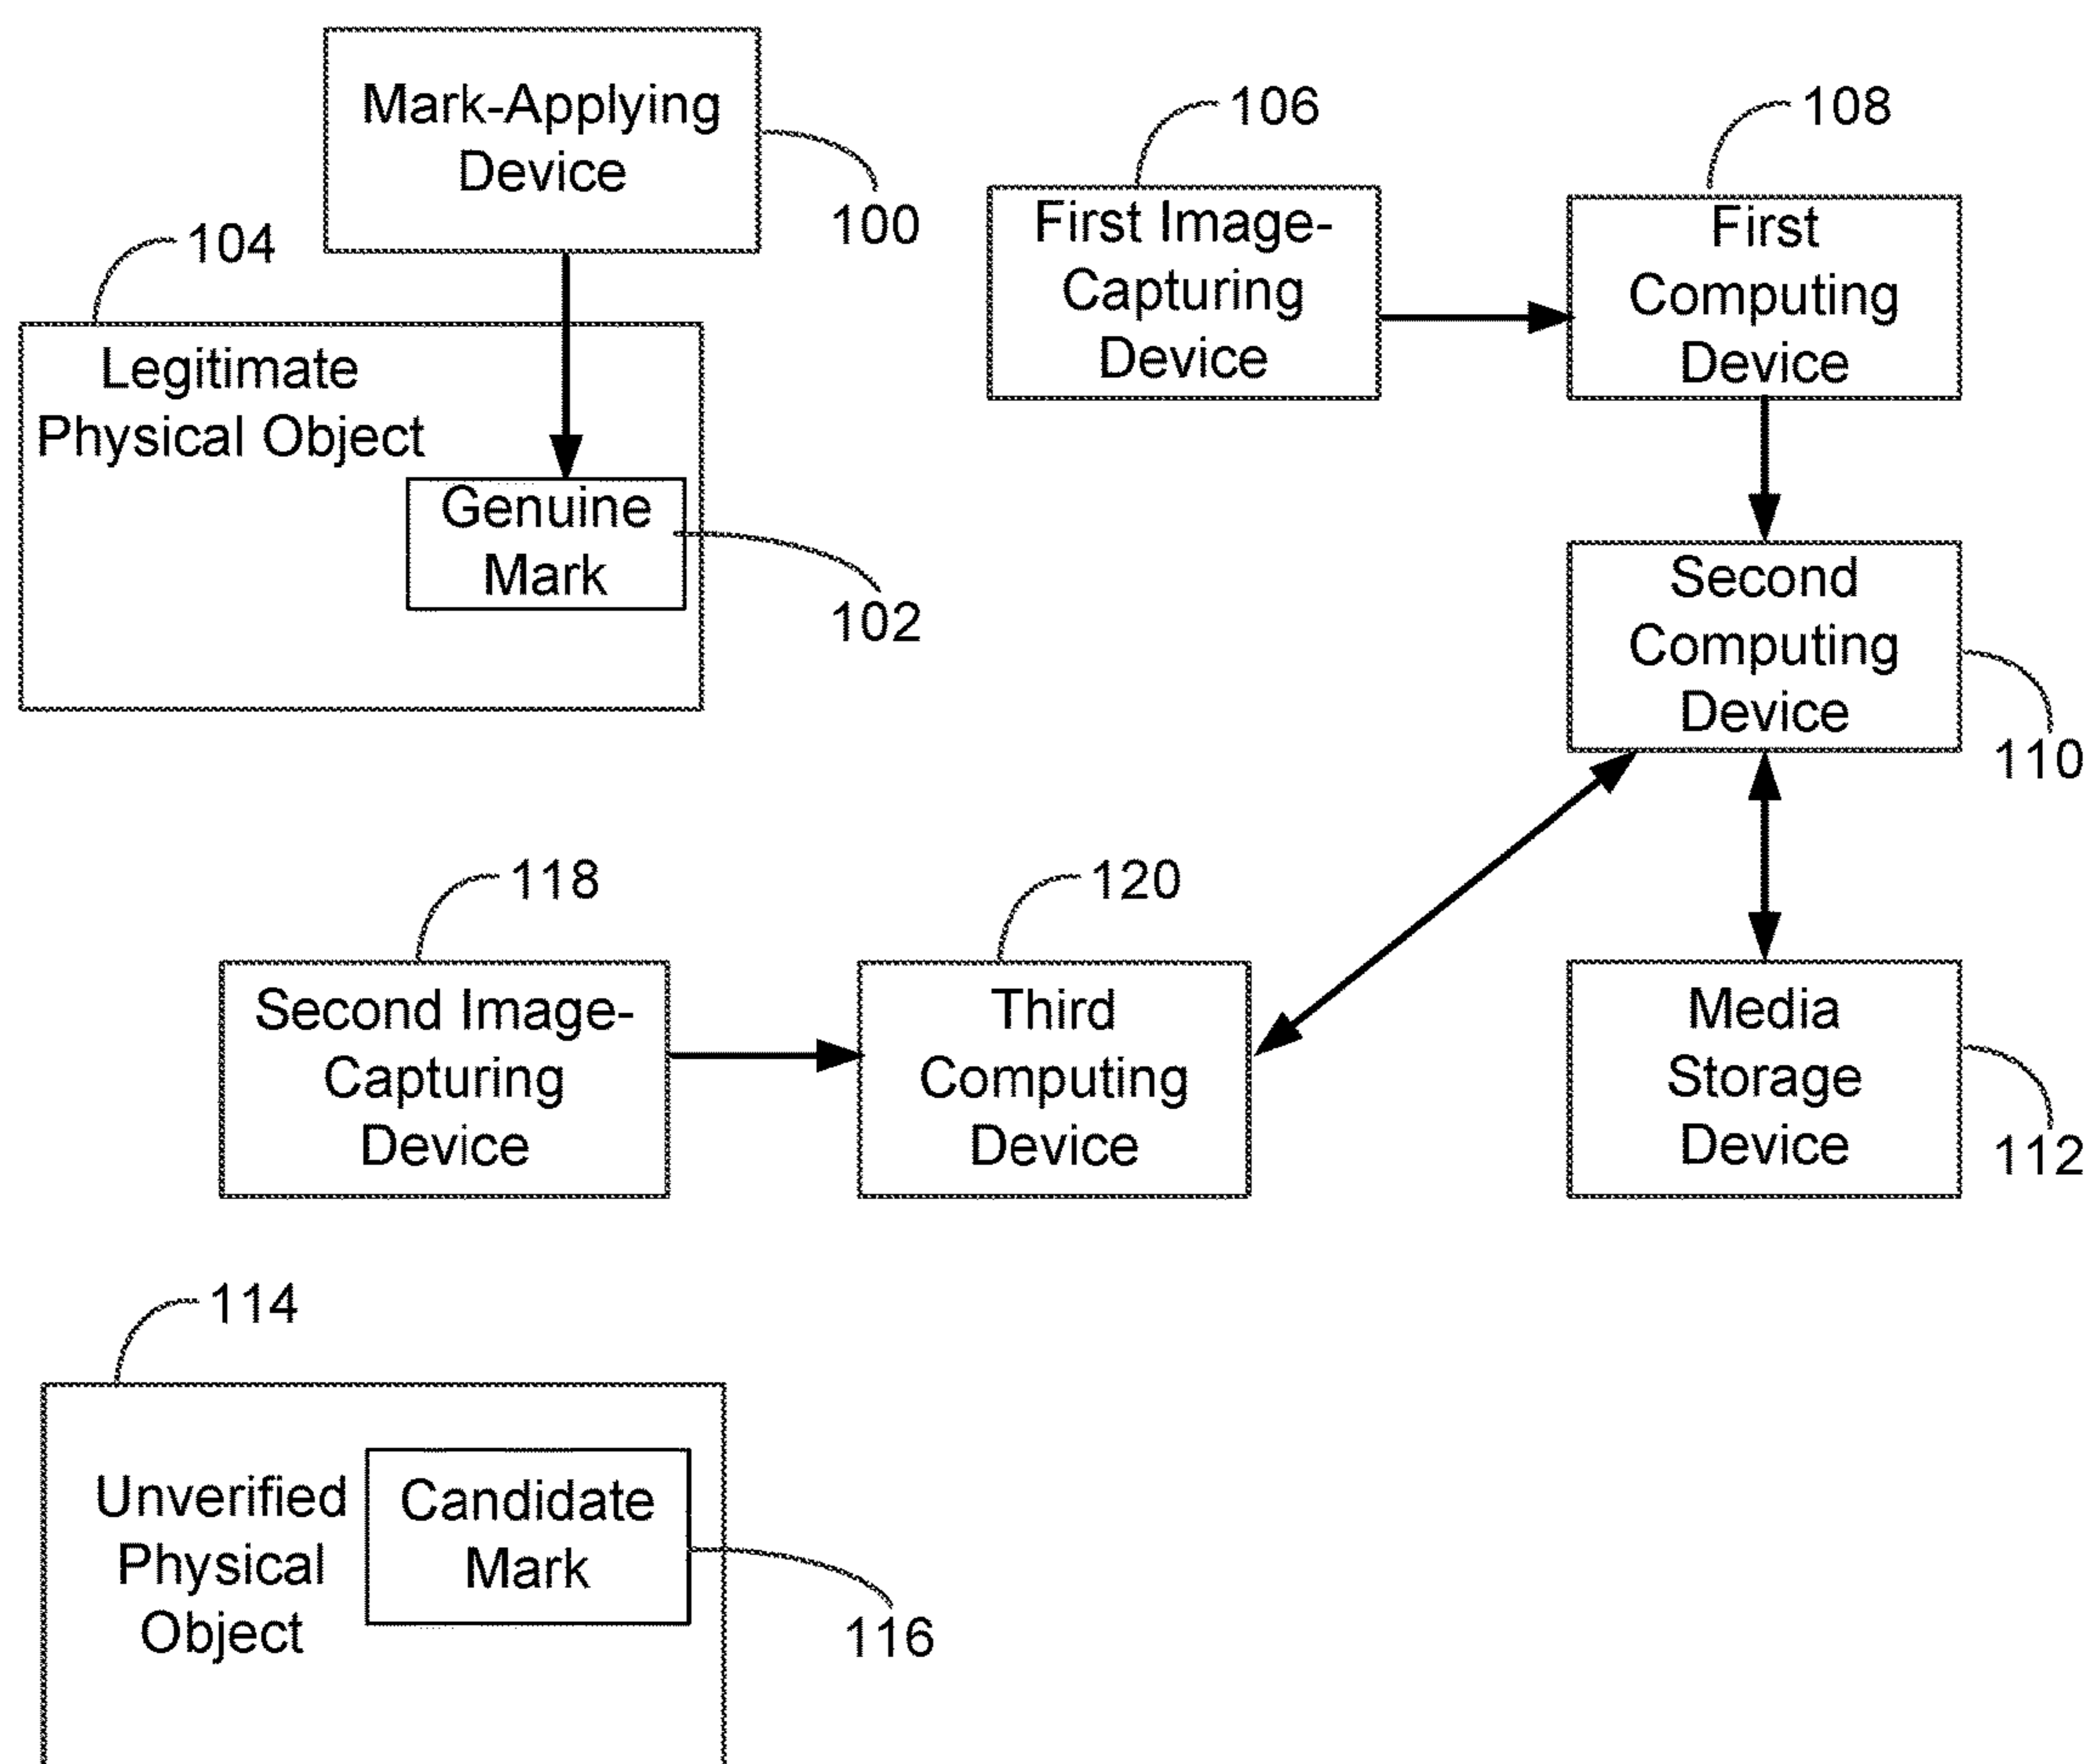 Mark-Applying
Device
100
104
Legitimate
Physical Object
Genuine
Mark
102
106
First Image-
Capturing
Device
108
First
Computing
Device
Second
Computing
Device
110
118
Second Image-
Capturing
Device
120
Third
Computing
Device
Media
Storage
Device
112
114
Unverified
Physical
Object
Candidate
Mark
116